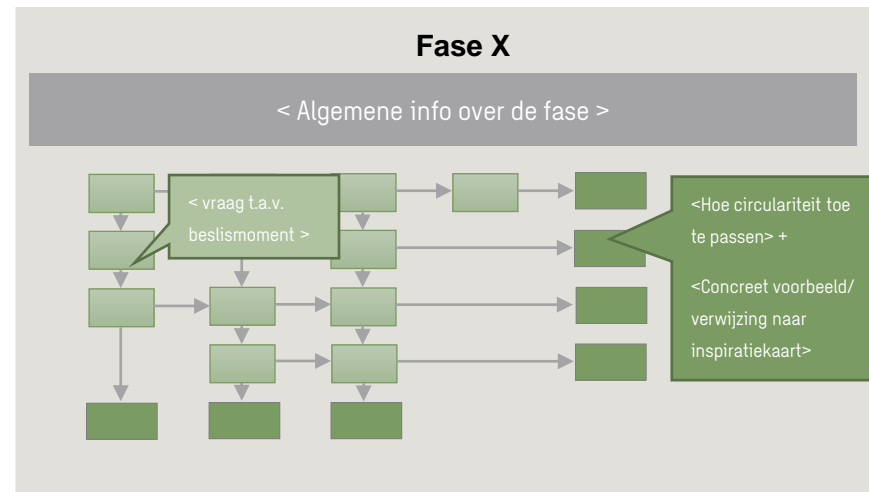 Fase X
< Algemene info over de fase >
< vraag t.a.v.
beslismoment >
<Hoe circulariteit toe
te passen> +
<Concreet voorbeeld/
verwijzing naar
inspiratiekaart>